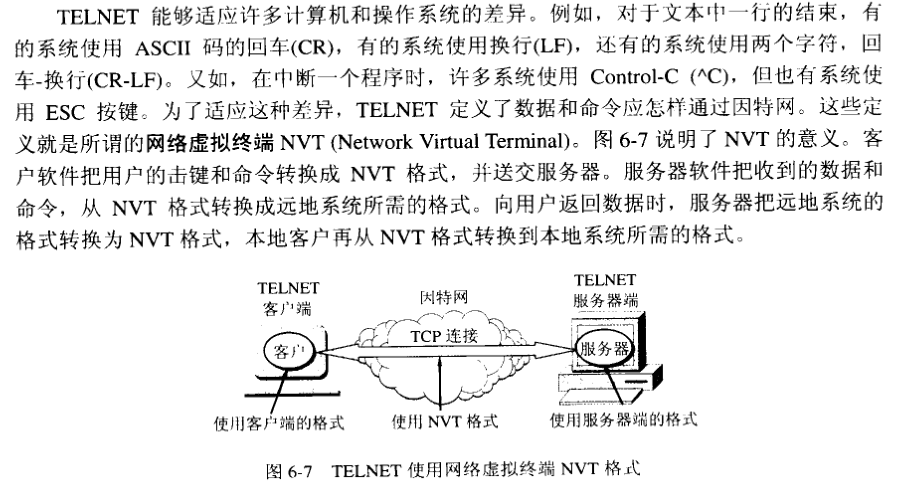 TELNET 能够适应许多计算机和操作系统的差异。例如，对于文本中一行的结束，有
的系统使用 ASCII 码的回车(CR)，有的系统使用换行(LF)，还有的系统使用两个字符，回
车-换行(CR-LF)。又如，在中断一个程序时，许多系统使用 Control-C (^C)，但也有系统使
用 ESC 按键。为了适应这种差异，TELNET 定义了数据和命令应怎样通过因特网。这些定
义就是所谓的网络虚拟终端 NVT (Network Virtual Terminal)。图 6-7 说明了 NVT 的意义。客
户软件把用户的击键和命令转换成 NVT 格式，并送交服务器。服务器软件把收到的数据和
命令，从 NVT 格式转换成远地系统所需的格式。向用户返回数据时，服务器把远地系统的
格式转换为 NVT 格式，本地客户再从 NVT 格式转换到本地系统所需的格式。
TELNET
客户端
因特网
TELNET
服务器端
TCP 连接
客户
服务器
使用客户端的格式
使用 NVT 格式
使用服务器端的格式
图 6-7 TELNET 使用网络虚拟终端 NVT 格式